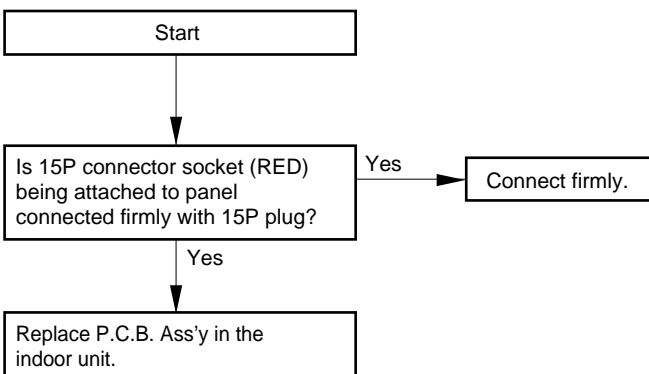 Start
Is 15P connector socket (RED)
being attached to panel
connected firmly with 15P plug?
Yes
Connect firmly.
Yes
Replace P.C.B. Ass'y in the
indoor unit.